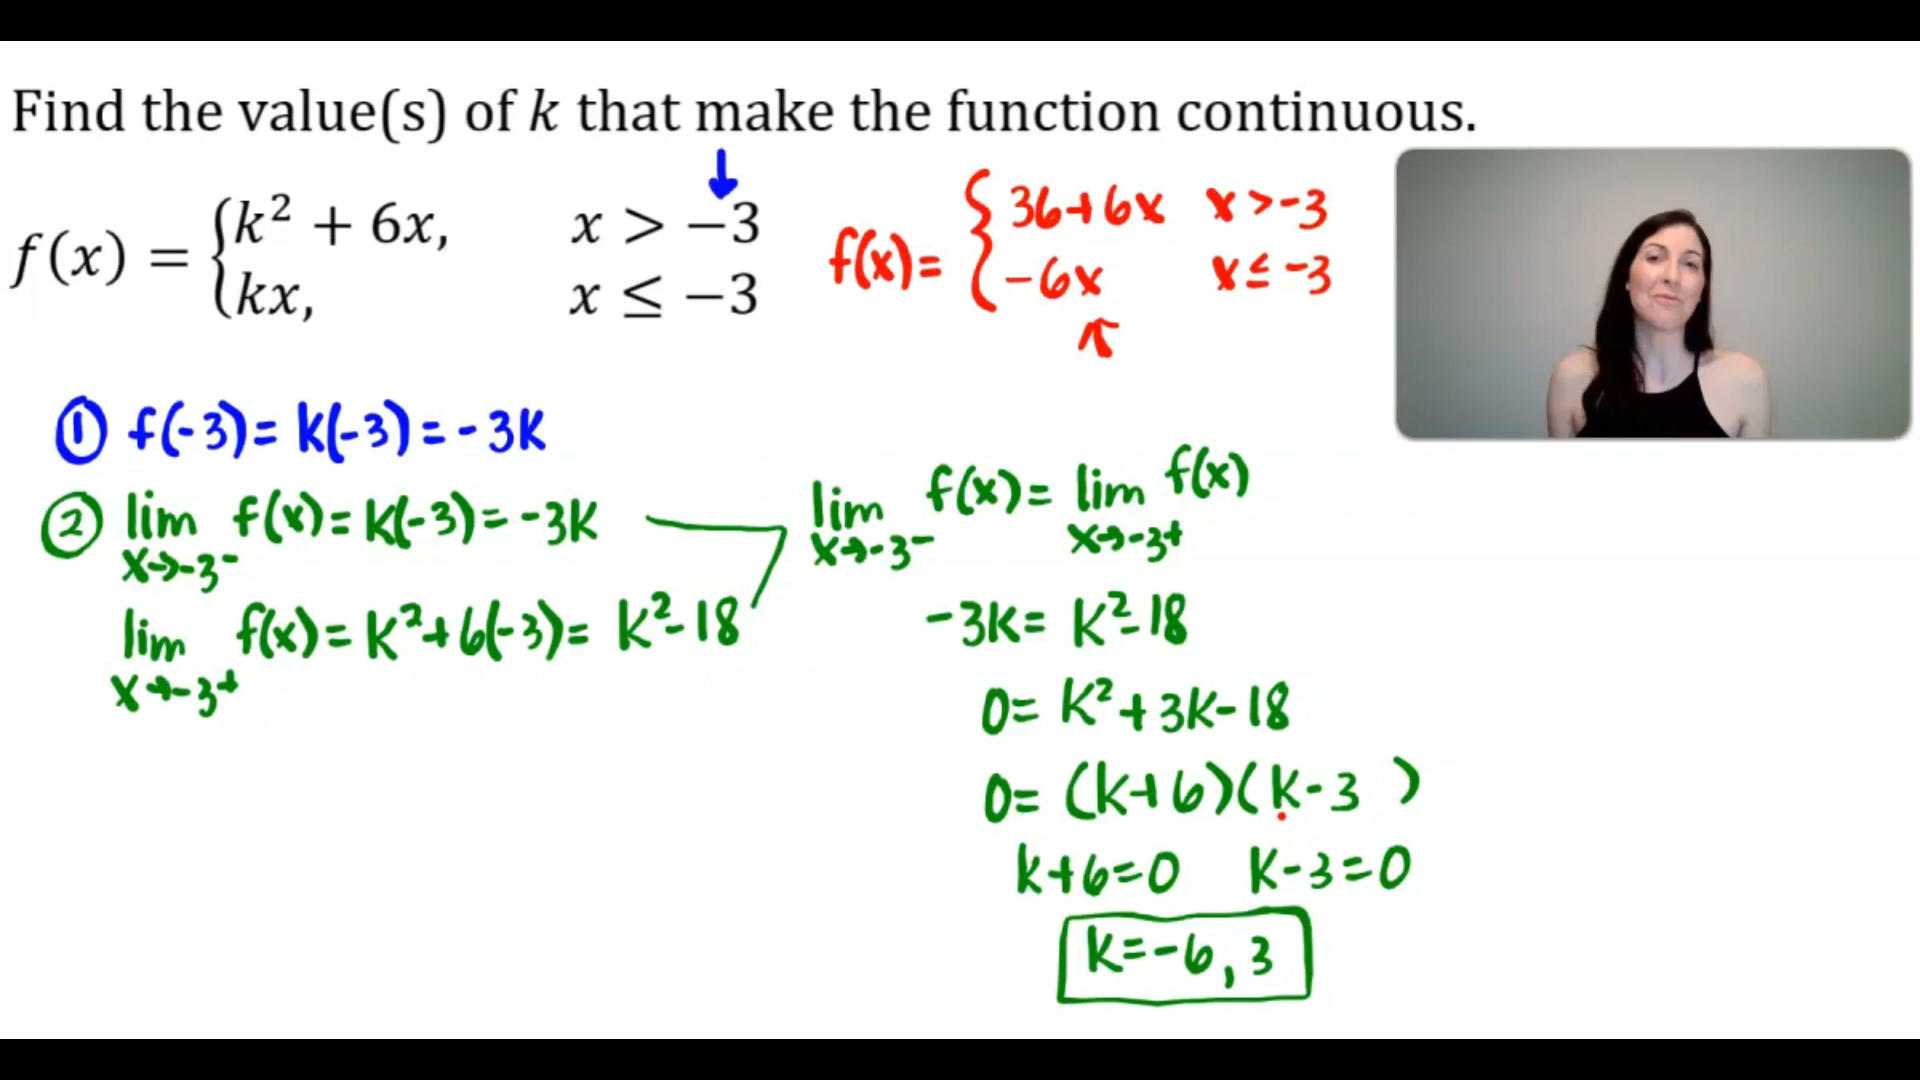 Find the value(s) of k that make the function continuous.
f(x) = { k² + 6x, x > −3
kx, x ≤ −3
f(x) = { 36+6x x > -3
-6x x ≤ -3
① f(-3) = k(-3) = -3k
② lim x→-3⁻ f(x) = k(-3) = -3k
lim x→-3⁺ f(x) = k²+6(-3) = k²-18
lim x→-3⁻ f(x) = lim x→-3⁺ f(x)
-3k = k²-18
0 = k²+3k-18
0 = (k+6)(k-3)
k+6=0 k-3=0
k=-6, 3